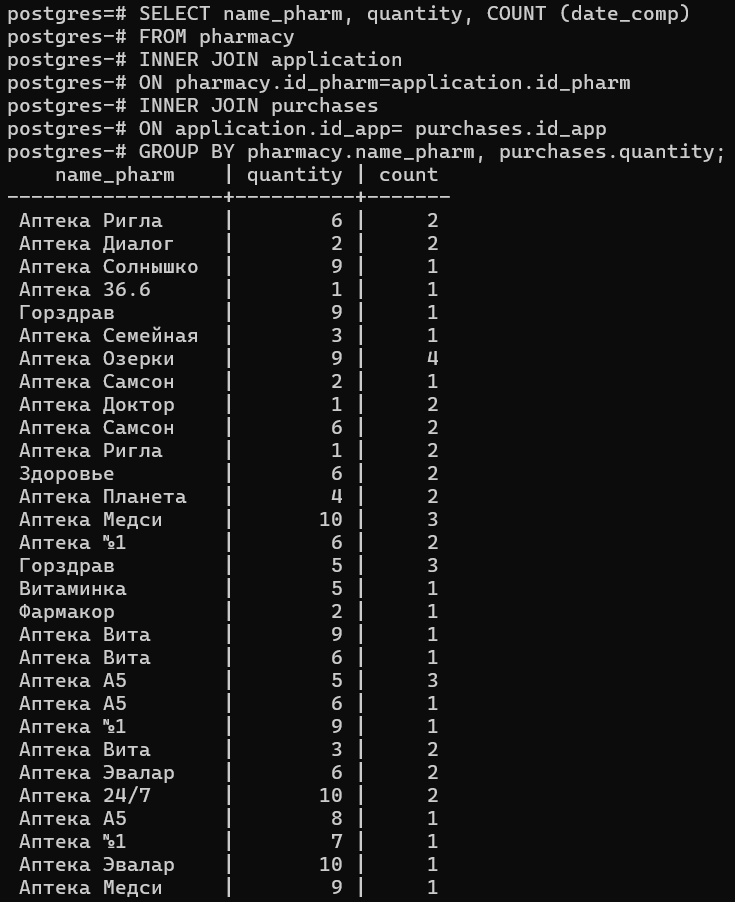 postgres=# SELECT name_pharm, quantity, COUNT (date_comp)
postgres-# FROM pharmacy
postgres-# INNER JOIN application
postgres-# ON pharmacy.id_pharm=application.id_pharm
postgres-# INNER JOIN purchases
postgres-# ON application.id_app= purchases.id_app
postgres-# GROUP BY pharmacy.name_pharm, purchases.quantity;
    name_pharm    | quantity | count
------------------+----------+-------
 Аптека Ригла     |        6 |     2
 Аптека Диалог    |        2 |     2
 Аптека Солнышко  |        9 |     1
 Аптека 36.6      |        1 |     1
 Горздрав         |        9 |     1
 Аптека Семейная  |        3 |     1
 Аптека Озерки    |        9 |     4
 Аптека Самсон    |        2 |     1
 Аптека Доктор    |        1 |     2
 Аптека Самсон    |        6 |     2
 Аптека Ригла     |        1 |     2
 Здоровье         |        6 |     2
 Аптека Планета   |        4 |     2
 Аптека Медси     |       10 |     3
 Аптека №1        |        6 |     2
 Горздрав         |        5 |     3
 Витаминка        |        5 |     1
 Фармакор         |        2 |     1
 Аптека Вита      |        9 |     1
 Аптека Вита      |        6 |     1
 Аптека А5        |        5 |     3
 Аптека А5        |        6 |     1
 Аптека №1        |        9 |     1
 Аптека Вита      |        3 |     2
 Аптека Эвалар    |        6 |     2
 Аптека 24/7      |       10 |     2
 Аптека А5        |        8 |     1
 Аптека №1        |        7 |     1
 Аптека Эвалар    |       10 |     1
 Аптека Медси     |        9 |     1